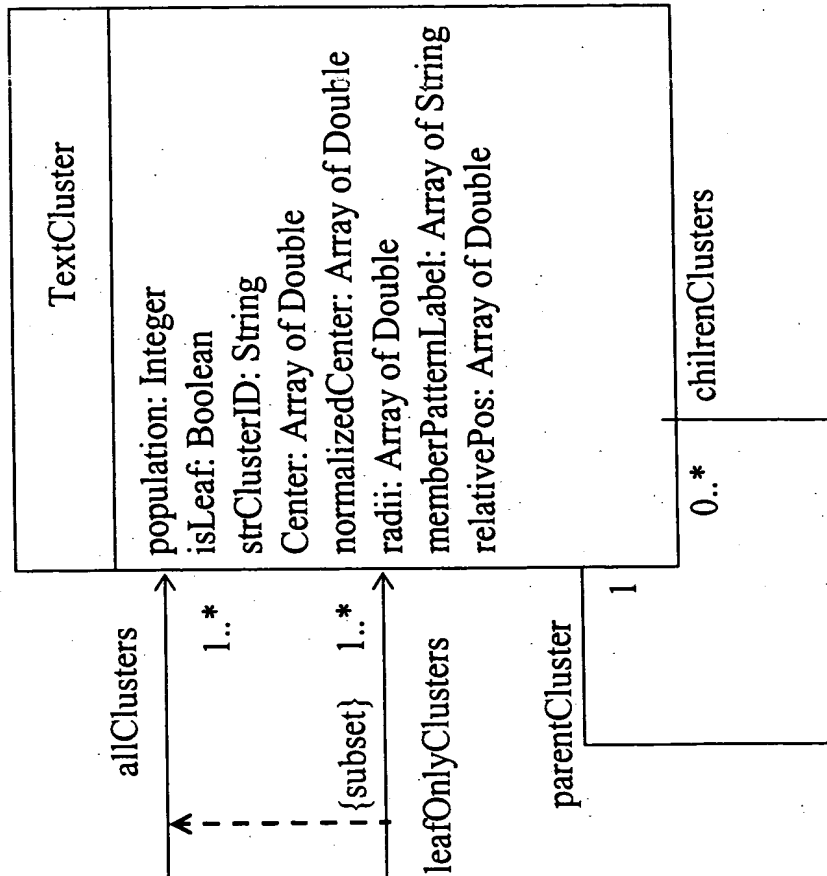 TextCluster
population: Integer
isLeaf: Boolean
strClusterID: String
Center: Array of Double
normalizedCenter: Array of Double
radii: Array of Double
memberPatternLabel: Array of String
relativePos: Array of Double
allClusters
1..*
{subset}
1..*
leafOnlyClusters
parentCluster
1
0..*
chilrenClusters